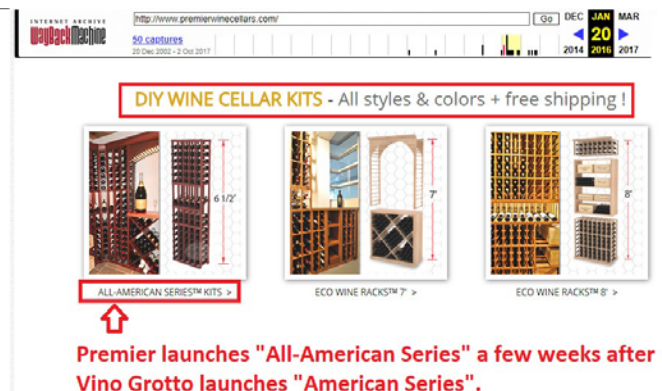 INTERNET ARCHIVE
WayBackMachine
http://www.premierwinecellars.com/
Go
DEC JAN MAR
50 captures
20 Dec 2002 - 2 Oct 2017
20
2014 2016 2017
DIY WINE CELLAR KITS - All styles & colors + free shipping !
6 1/2'
7'
8'
ALL-AMERICAN SERIES™ KITS >
ECO WINE RACKS™ 7' >
ECO WINE RACKS™ 8' >
Premier launches "All-American Series" a few weeks after
Vino Grotto launches "American Series".